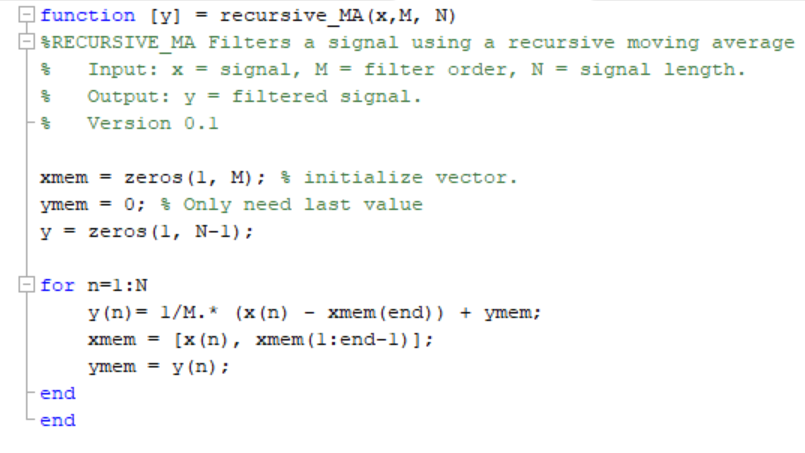 function [y] = recursive_MA(x,M, N)
%RECURSIVE_MA Filters a signal using a recursive moving average
%   Input: x = signal, M = filter order, N = signal length.
%   Output: y = filtered signal.
%   Version 0.1
xmem = zeros(1, M); % initialize vector.
ymem = 0; % Only need last value
y = zeros(1, N-1);
for n=1:N
    y(n)= 1/M.* (x(n) - xmem(end)) + ymem;
    xmem = [x(n), xmem(1:end-1)];
    ymem = y(n);
end
end